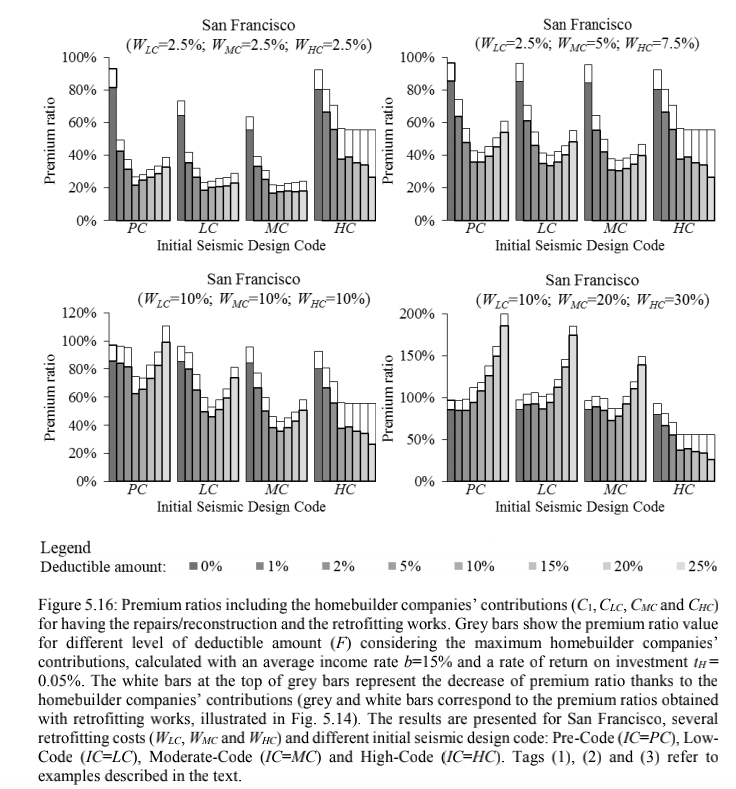 San Francisco
(W_LC=2.5%; W_MC=2.5%; W_HC=2.5%)
100%
80%
60%
40%
20%
0%
Premium ratio
PC LC MC HC
Initial Seismic Design Code
San Francisco
(W_LC=2.5%; W_MC=5%; W_HC=7.5%)
100%
80%
60%
40%
20%
0%
Premium ratio
PC LC MC HC
Initial Seismic Design Code
San Francisco
(W_LC=10%; W_MC=10%; W_HC=10%)
120%
100%
80%
60%
40%
20%
0%
Premium ratio
PC LC MC HC
Initial Seismic Design Code
San Francisco
(W_LC=10%; W_MC=20%; W_HC=30%)
200%
150%
100%
50%
0%
Premium ratio
PC LC MC HC
Initial Seismic Design Code
Legend
Deductible amount: 0% 1% 2% 5% 10% 15% 20% 25%
Figure 5.16: Premium ratios including the homebuilder companies’ contributions (C1, CLC, CMC and CHC)
for having the repairs/reconstruction and the retrofitting works. Grey bars show the premium ratio value
for different level of deductible amount (F) considering the maximum homebuilder companies’
contributions, calculated with an average income rate b=15% and a rate of return on investment tH=
0.05%. The white bars at the top of grey bars represent the decrease of premium ratio thanks to the
homebuilder companies’ contributions (grey and white bars correspond to the premium ratios obtained
with retrofitting works, illustrated in Fig. 5.14). The results are presented for San Francisco, several
retrofitting costs (WLC, WMC and WHC) and different initial seismic design code: Pre-Code (IC=PC), Low-
Code (IC=LC), Moderate-Code (IC=MC) and High-Code (IC=HC). Tags (1), (2) and (3) refer to
examples described in the text.